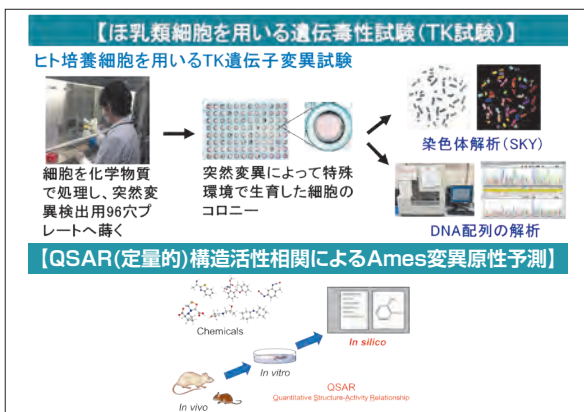 【ほ乳類細胞を用いる遺伝毒性試験(TK試験)】
ヒト培養細胞を用いるTK遺伝子変異試験
細胞を化学物質
で処理し、突然変
異検出用96穴プ
レートへ蒔く
突然変異によって特殊
環境で生育した細胞の
コロニー
染色体解析(SKY)
DNA配列の解析
【QSAR(定量的)構造活性相関によるAmes変異原性予測】
Chemicals
In silico
In vitro
In vivo
QSAR
Quantitative Structure-Activity Relationship